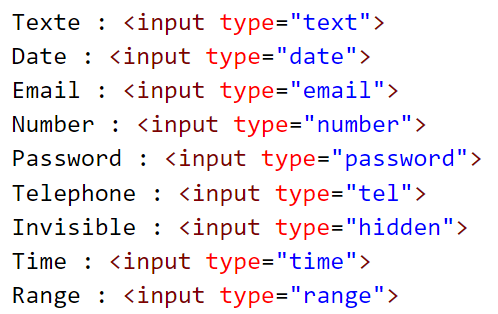 Texte : <input type="text">
Date : <input type="date">
Email : <input type="email">
Number : <input type="number">
Password : <input type="password">
Telephone : <input type="tel">
Invisible : <input type="hidden">
Time : <input type="time">
Range : <input type="range">